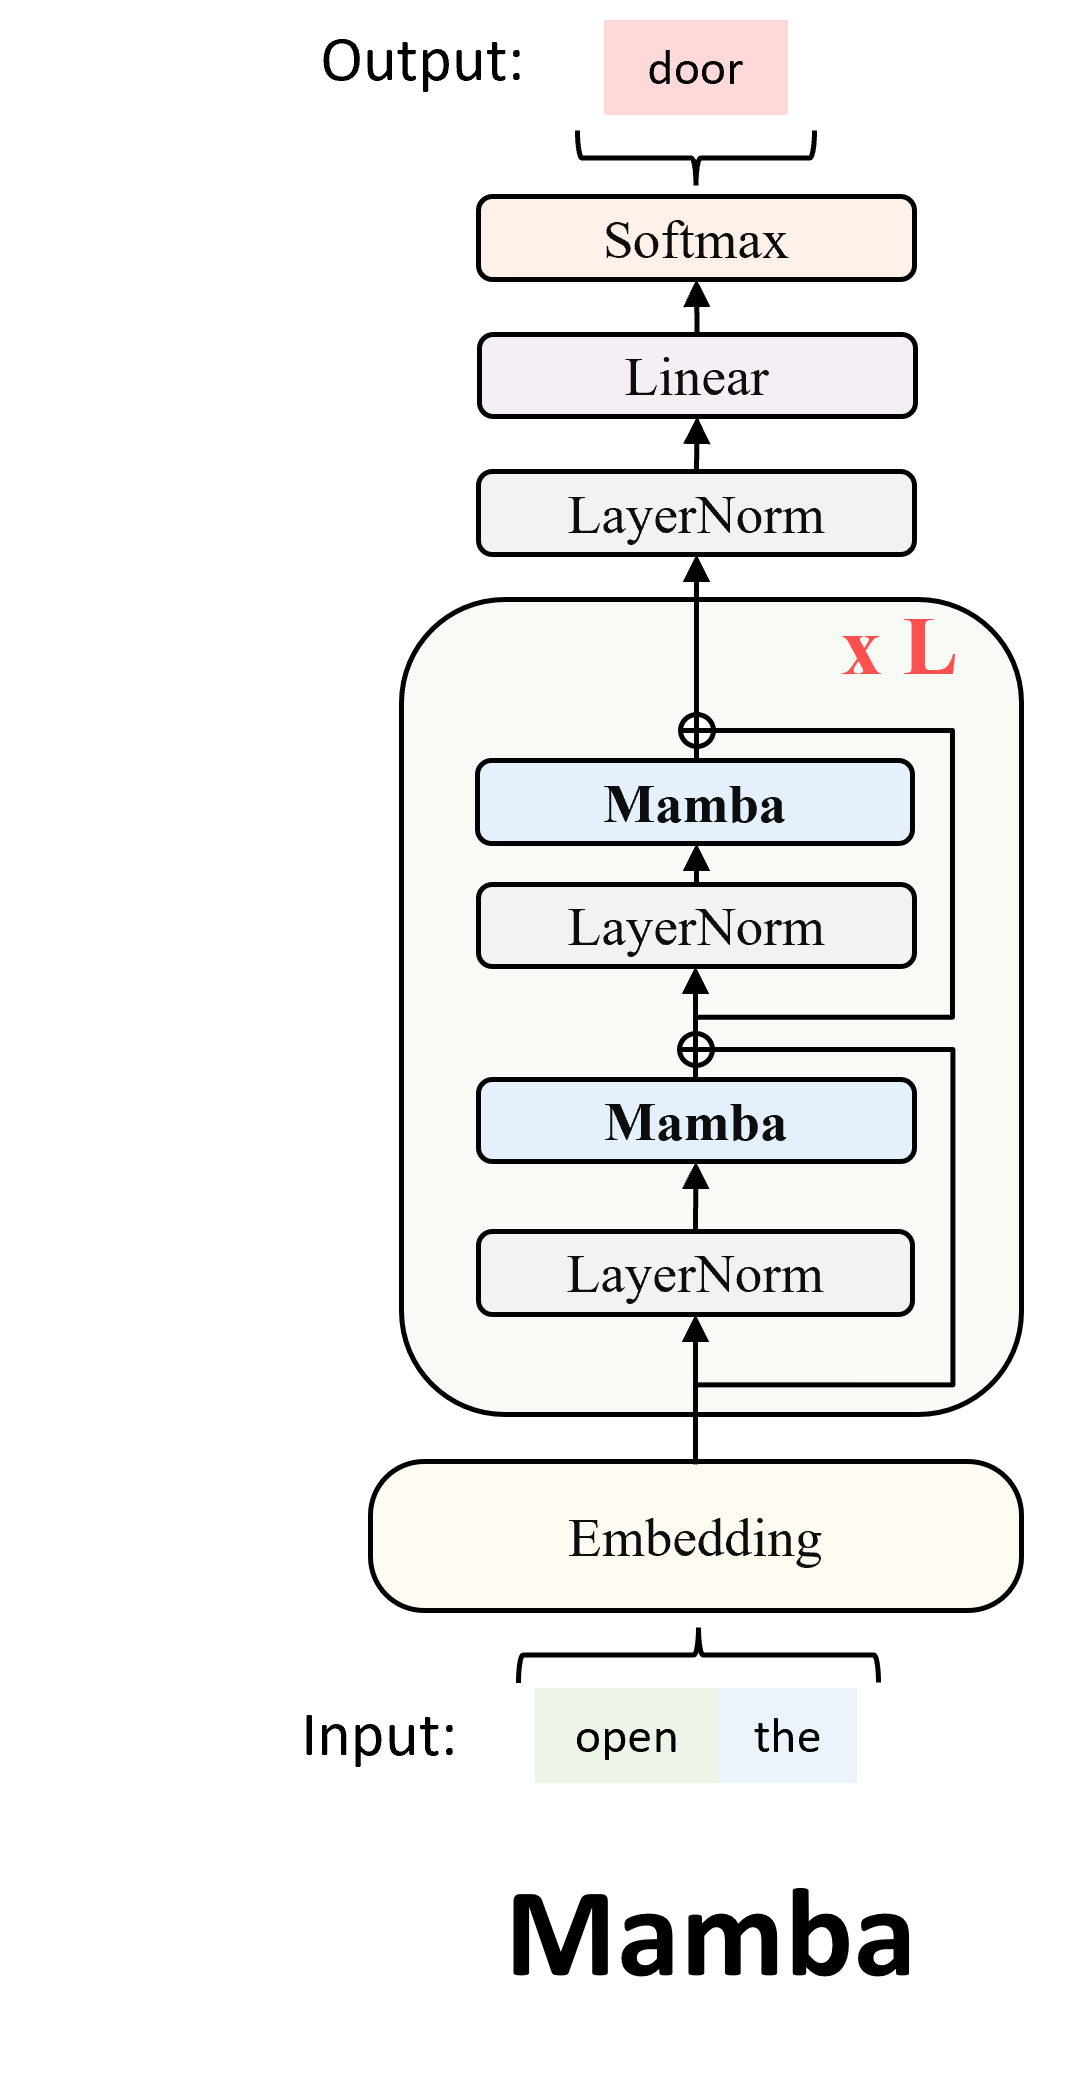 Output: door
Softmax
Linear
LayerNorm
x L
Mamba
LayerNorm
Mamba
LayerNorm
Embedding
Input: open the
Mamba